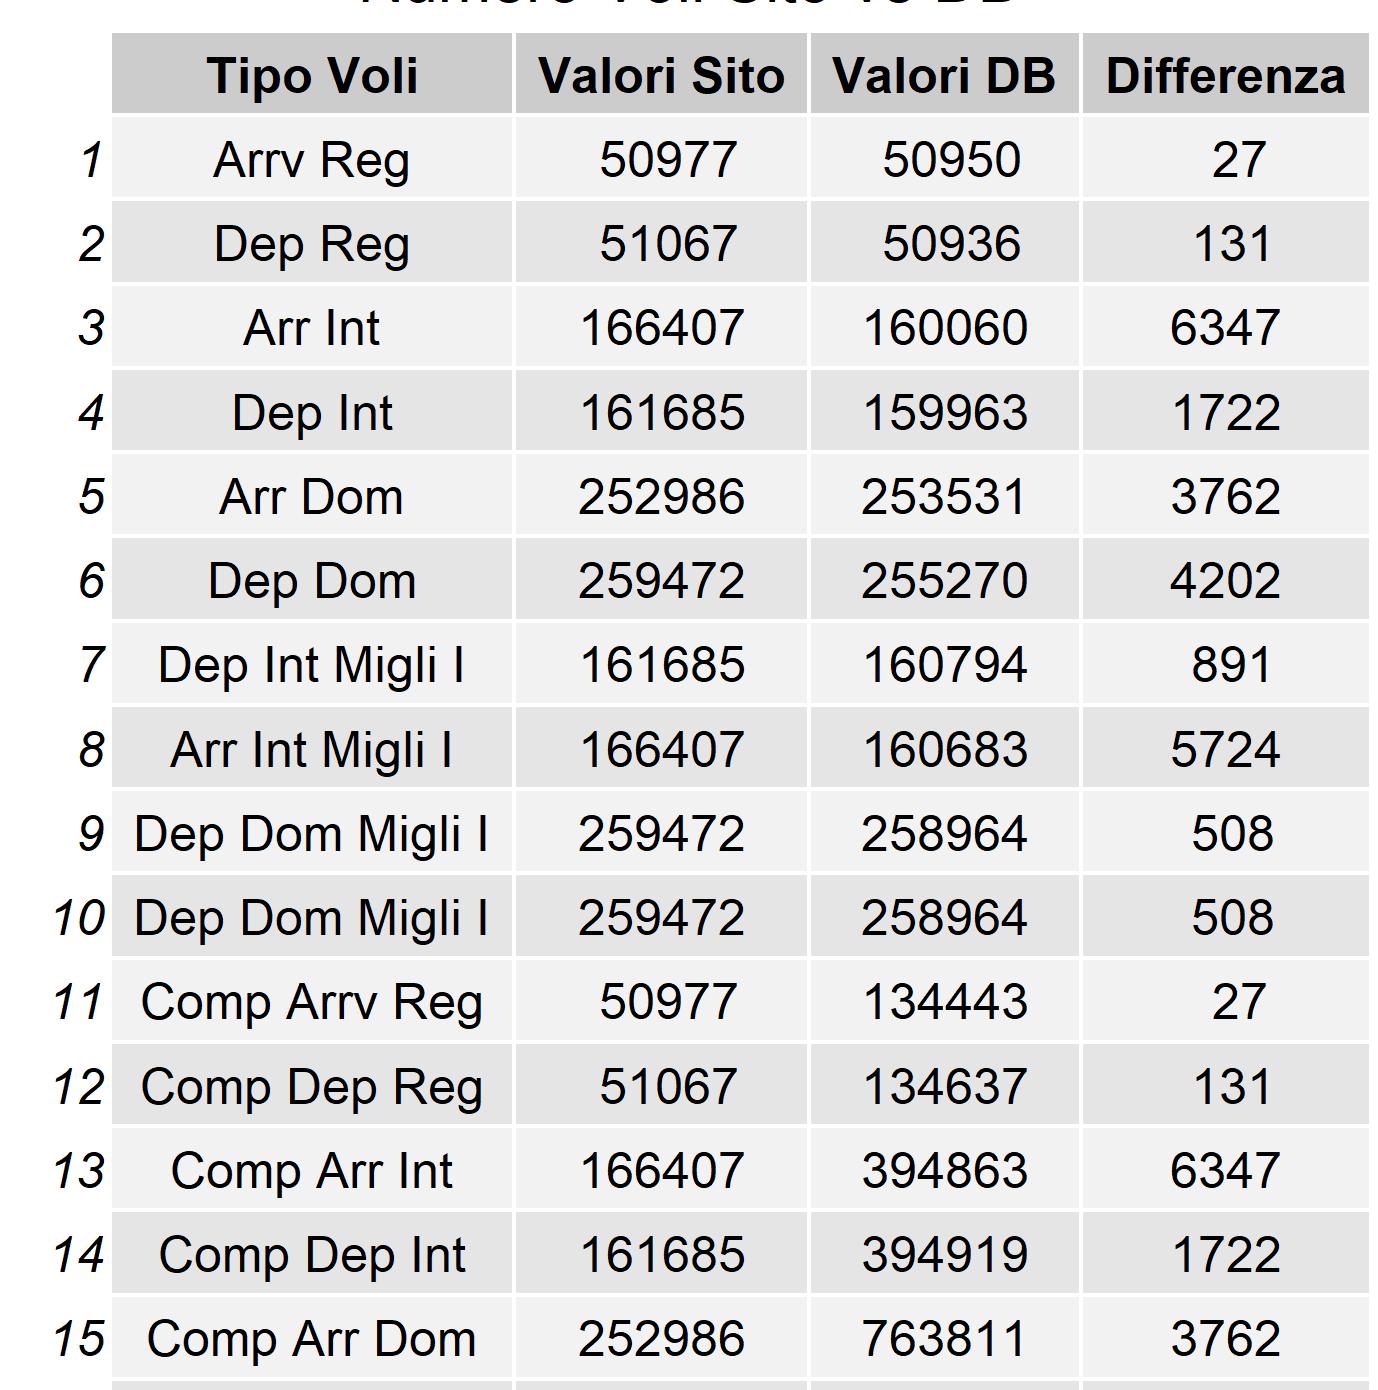 Tipo Voli Valori Sito Valori DB Differenza
1 Arrv Reg 50977 50950 27
2 Dep Reg 51067 50936 131
3 Arr Int 166407 160060 6347
4 Dep Int 161685 159963 1722
5 Arr Dom 252986 253531 3762
6 Dep Dom 259472 255270 4202
7 Dep Int Migli I 161685 160794 891
8 Arr Int Migli I 166407 160683 5724
9 Dep Dom Migli I 259472 258964 508
10 Dep Dom Migli I 259472 258964 508
11 Comp Arrv Reg 50977 134443 27
12 Comp Dep Reg 51067 134637 131
13 Comp Arr Int 166407 394863 6347
14 Comp Dep Int 161685 394919 1722
15 Comp Arr Dom 252986 763811 3762